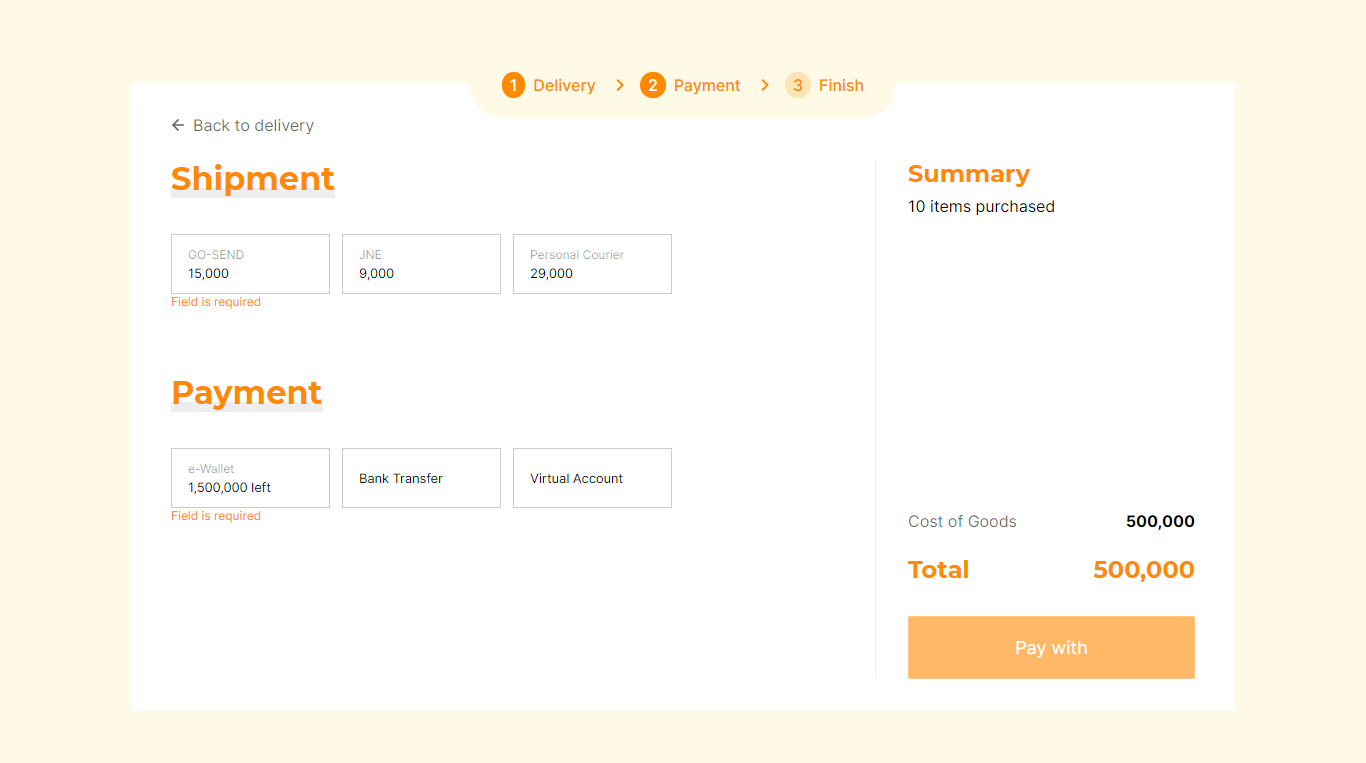 1 Delivery > 2 Payment > 3 Finish
← Back to delivery
Shipment
GO-SEND
15,000
JNE
9,000
Personal Courier
29,000
Field is required
Payment
e-Wallet
1,500,000 left
Bank Transfer
Virtual Account
Field is required
Summary
10 items purchased
Cost of Goods 500,000
Total 500,000
Pay with